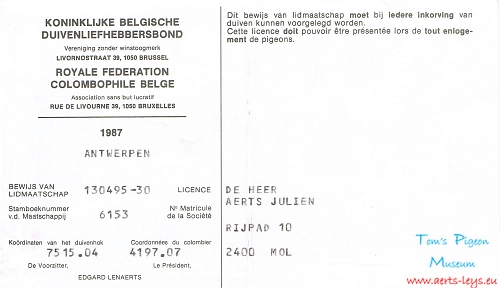 KONINKLIJKE BELGISCHE
DUIVENLIEFHEBBERSBOND
Vereniging zonder winstoogmerk
LIVORNOSTRAAT 39, 1050 BRUSSEL
ROYALE FEDERATION
COLOMBOPHILE BELGE
Association sans but lucratif
RUE DE LIVOURNE 39, 1050 BRUXELLES
1987
ANTWERPEN
BEWIJS VAN LIDMAATSCHAP 130495-30 LICENCE
Stamboeknummer v.d. Maatschappij 6153 No Matricule de la Société
Koördinaten van het duivenhok Coordonnées du colombier
7515.04 4197.07
De Voorzitter, Le Président,
EDGARD LENAERTS
Dit bewijs van lidmaatschap moet bij iedere inkorving van
duiven kunnen voorgelegd worden.
Cette licence doit pouvoir être présentée lors de tout enloge-
ment de pigeons.
DE HEER
AERTS JULIEN
RIJPAD 10
2400 MOL
Tom's Pigeon
Museum
www.aerts-leys.eu